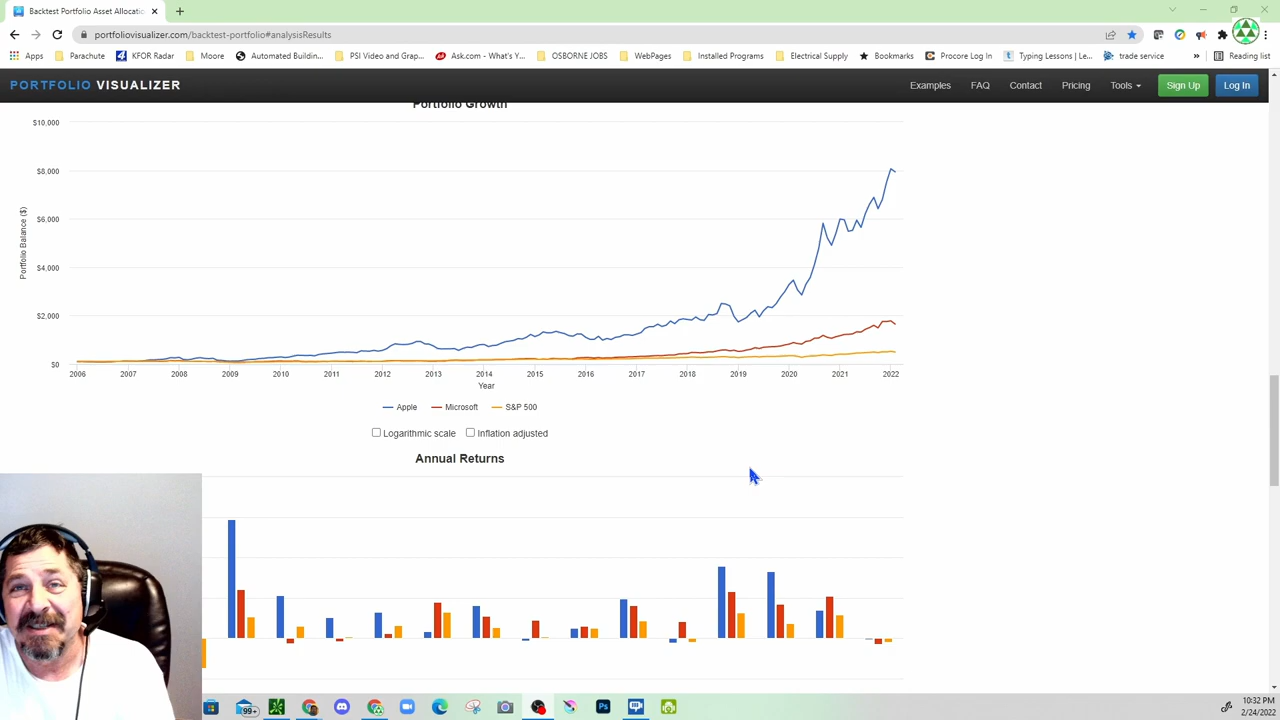 Backtest Portfolio Asset Allocatio
portfoliovisualizer.com/backtest-portfolio#analysisResults
Apps Parachute KFOR Radar Moore Automated Building... PSI Video and Grap... Ask.com - What's Y... OSBORNE JOBS WebPages Installed Programs Electrical Supply Bookmarks Procore Log In Typing Lessons | Le... trade service » Reading list
PORTFOLIO VISUALIZER Examples FAQ Contact Pricing Tools Sign Up Log In
Portfolio Growth
$10,000
$8,000
$6,000
$4,000
$2,000
$0
Portfolio Balance ($)
2006 2007 2008 2009 2010 2011 2012 2013 2014 2015 2016 2017 2018 2019 2020 2021 2022
Year
Apple Microsoft S&P 500
Logarithmic scale Inflation adjusted
Annual Returns
99+
Ps
10:32 PM
2/24/2022